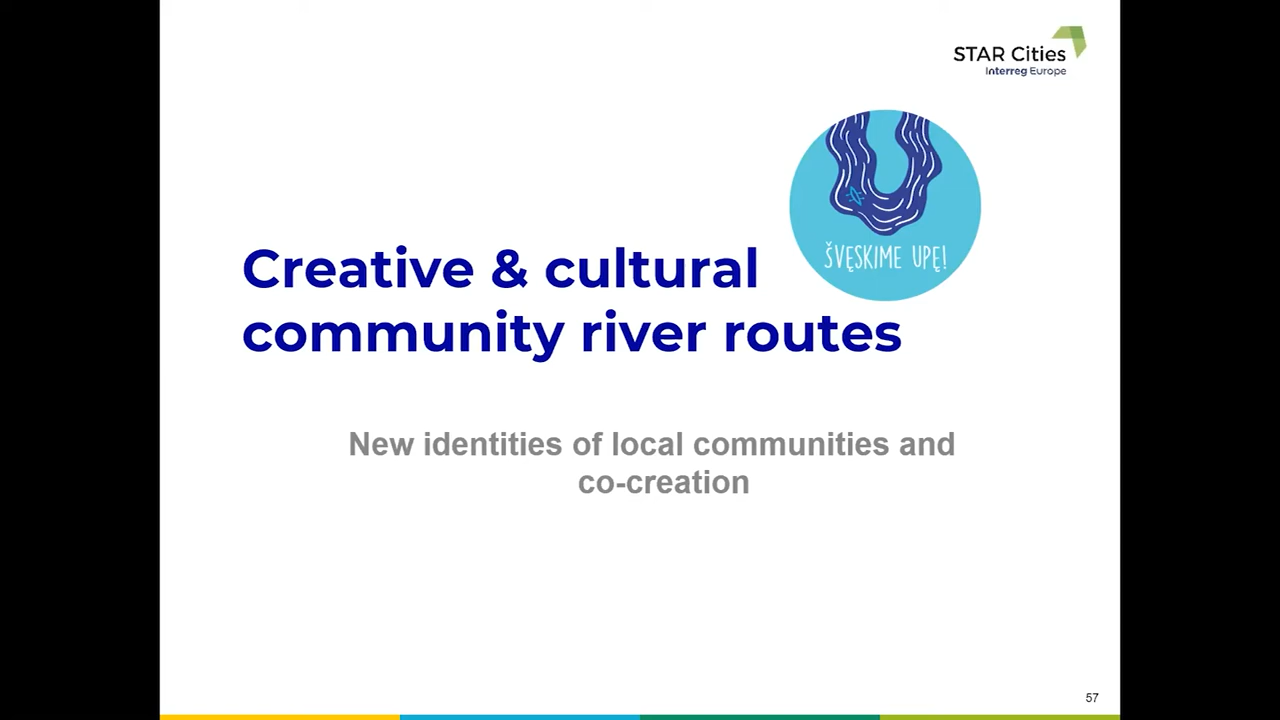 STAR Cities
Interreg Europe
ŠVĘSKIME UPĘ!
Creative & cultural
community river routes
New identities of local communities and
co-creation
57